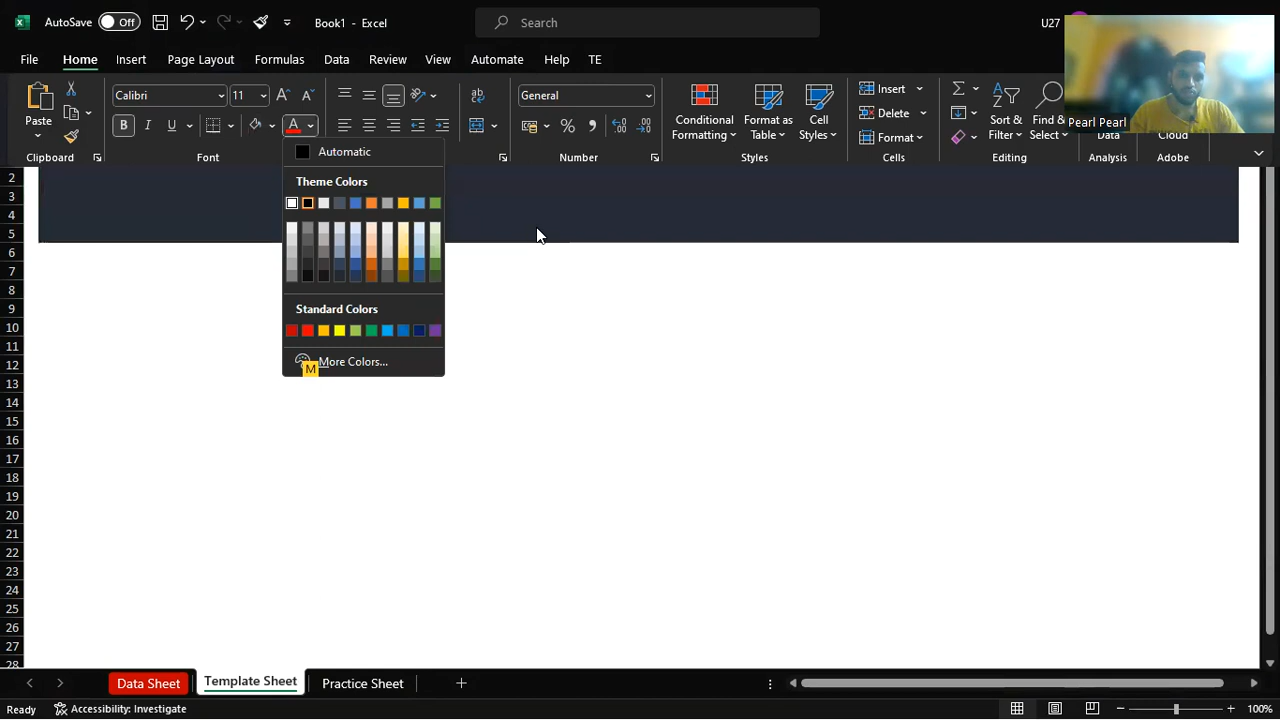 AutoSave Off Book1 - Excel Search U27
File Home Insert Page Layout Formulas Data Review View Automate Help TE
Pearl Pearl
Paste Calibri 11 General Conditional Formatting Format as Table Cell Styles Insert Delete Format Sort & Filter Find & Select Data Cloud
Clipboard Font Number Styles Cells Editing Analysis Adobe
Automatic
Theme Colors
Standard Colors
More Colors...
M
2
3
4
5
6
7
8
9
10
11
12
13
14
15
16
17
18
19
20
21
22
23
24
25
26
27
28
Data Sheet Template Sheet Practice Sheet
Ready Accessibility: Investigate 100%